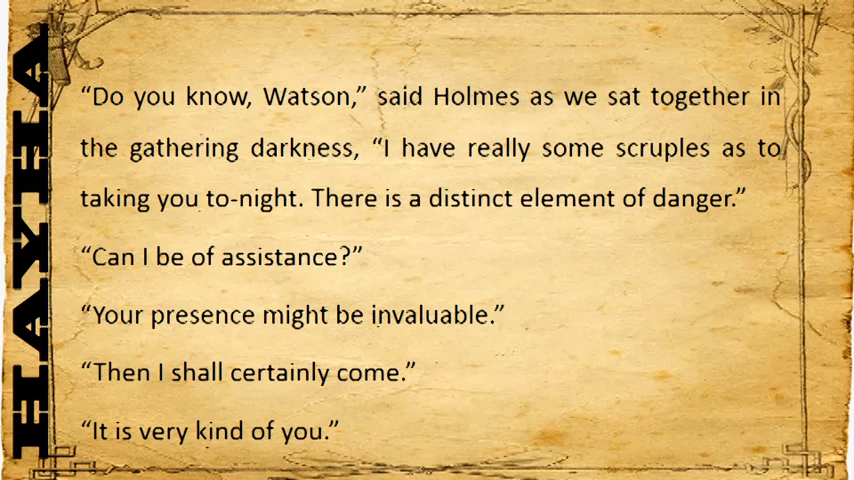 HAYHA
“Do you know, Watson,” said Holmes as we sat together in
the gathering darkness, “I have really some scruples as to
taking you to-night. There is a distinct element of danger.”
“Can I be of assistance?”
“Your presence might be invaluable.”
“Then I shall certainly come.”
“It is very kind of you.”